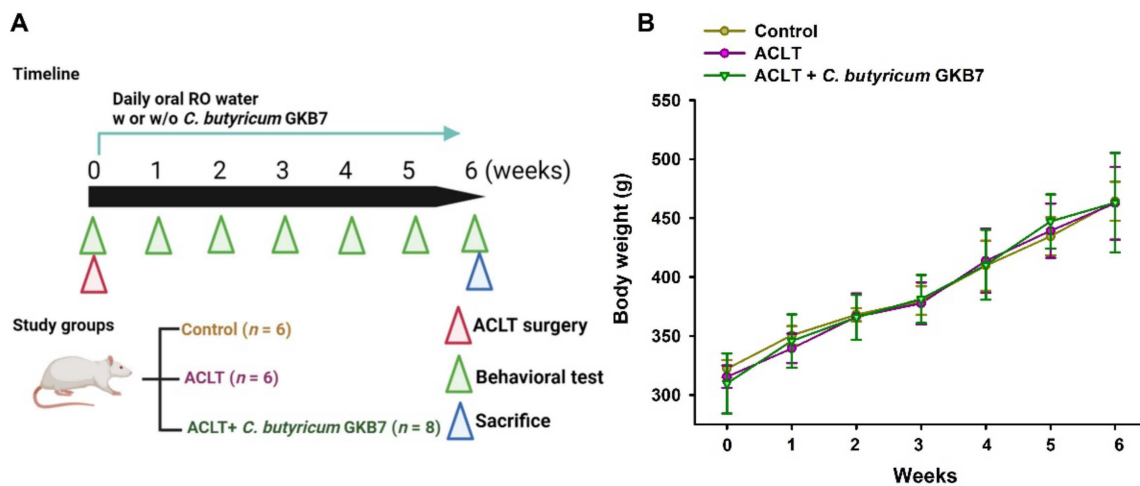 A
Timeline
Daily oral RO water
w or w/o C. butyricum GKB7
0 1 2 3 4 5 6 (weeks)
Study groups
Control (n = 6)
ACLT (n = 6)
ACLT+ C. butyricum GKB7 (n = 8)
ACLT surgery
Behavioral test
Sacrifice
B
Control
ACLT
ACLT + C. butyricum GKB7
Body weight (g)
550
500
450
400
350
300
0 1 2 3 4 5 6
Weeks